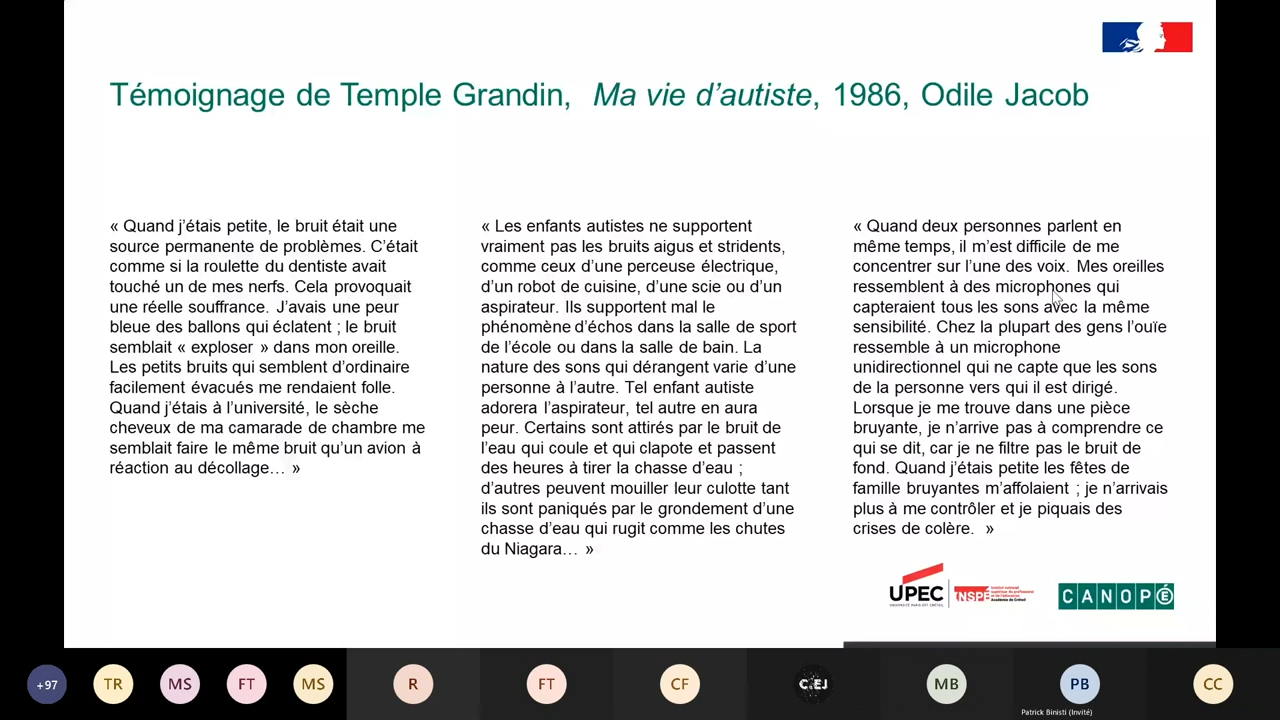 Témoignage de Temple Grandin, Ma vie d’autiste, 1986, Odile Jacob
« Quand j’étais petite, le bruit était une
source permanente de problèmes. C’était
comme si la roulette du dentiste avait
touché un de mes nerfs. Cela provoquait
une réelle souffrance. J’avais une peur
bleue des ballons qui éclatent ; le bruit
semblait « exploser » dans mon oreille.
Les petits bruits qui semblent d’ordinaire
facilement évacués me rendaient folle.
Quand j’étais à l’université, le sèche
cheveux de ma camarade de chambre me
semblait faire le même bruit qu’un avion à
réaction au décollage… »
« Les enfants autistes ne supportent
vraiment pas les bruits aigus et stridents,
comme ceux d’une perceuse électrique,
d’un robot de cuisine, d’une scie ou d’un
aspirateur. Ils supportent mal le
phénomène d’échos dans la salle de sport
de l’école ou dans la salle de bain. La
nature des sons qui dérangent varie d’une
personne à l’autre. Tel enfant autiste
adorera l’aspirateur, tel autre en aura
peur. Certains sont attirés par le bruit de
l’eau qui coule et qui clapote et passent
des heures à tirer la chasse d’eau ;
d’autres peuvent mouiller leur culotte tant
ils sont paniqués par le grondement d’une
chasse d’eau qui rugit comme les chutes
du Niagara… »
« Quand deux personnes parlent en
même temps, il m’est difficile de me
concentrer sur l’une des voix. Mes oreilles
ressemblent à des microphones qui
capteraient tous les sons avec la même
sensibilité. Chez la plupart des gens l’ouïe
ressemble à un microphone
unidirectionnel qui ne capte que les sons
de la personne vers qui il est dirigé.
Lorsque je me trouve dans une pièce
bruyante, je n’arrive pas à comprendre ce
qui se dit, car je ne filtre pas le bruit de
fond. Quand j’étais petite les fêtes de
famille bruyantes m’affolaient ; je n’arrivais
plus à me contrôler et je piquais des
crises de colère. »
UPEC
INSPÉ
CANOPÉ
+97
TR
MS
FT
MS
R
FT
CF
MB
PB
CC
Patrick Binisti (Invité)